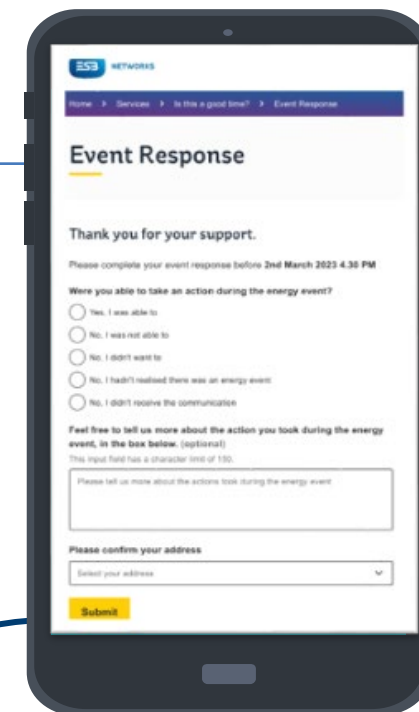 ESB NETWORKS
Home > Services > Is this a good time? > Event Response
Event Response
Thank you for your support.
Please complete your event response before 2nd March 2023 4.30 PM
Were you able to take an action during the energy event?
Yes, I was able to
No, I was not able to
No, I didn't want to
No, I hadn't realised there was an energy event
No, I didn't receive the communication
Feel free to tell us more about the action you took during the energy
event, in the box below. (optional)
This input field has a character limit of 150.
Please tell us more about the actions took during the energy event
Please confirm your address
Select your address
Submit